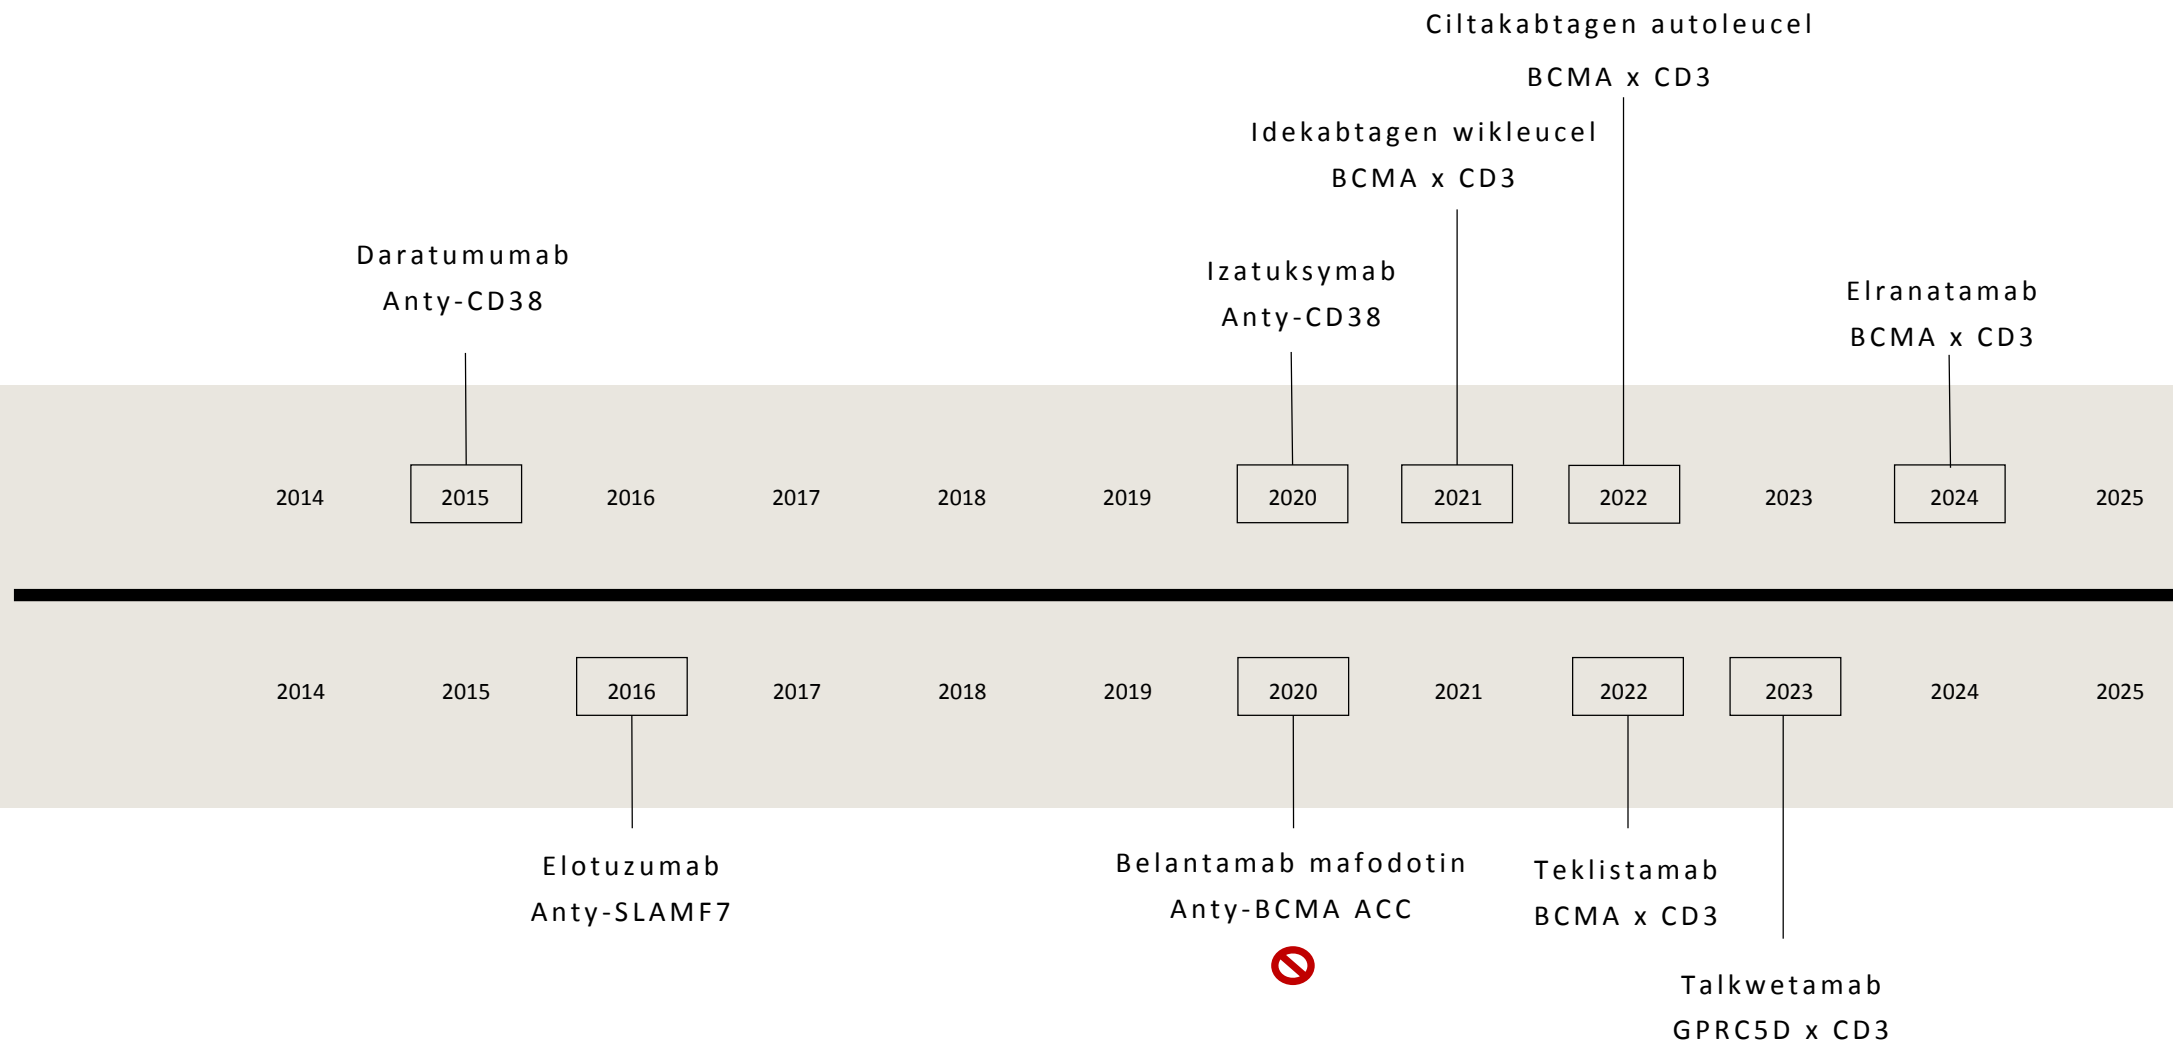 Ciltakabtagen autoleucel
BCMA x CD3
Idekabtagen wikleucel
BCMA x CD3
Daratumumab
Anty-CD38
Izatuksymab
Anty-CD38
Elranatamab
BCMA x CD3
2014 2015 2016 2017 2018 2019 2020 2021 2022 2023 2024 2025
2014 2015 2016 2017 2018 2019 2020 2021 2022 2023 2024 2025
Elotuzumab
Anty-SLAMF7
Belantamab mafodotin
Anty-BCMA ACC
Teklistamab
BCMA x CD3
Talkwetamab
GPRC5D x CD3